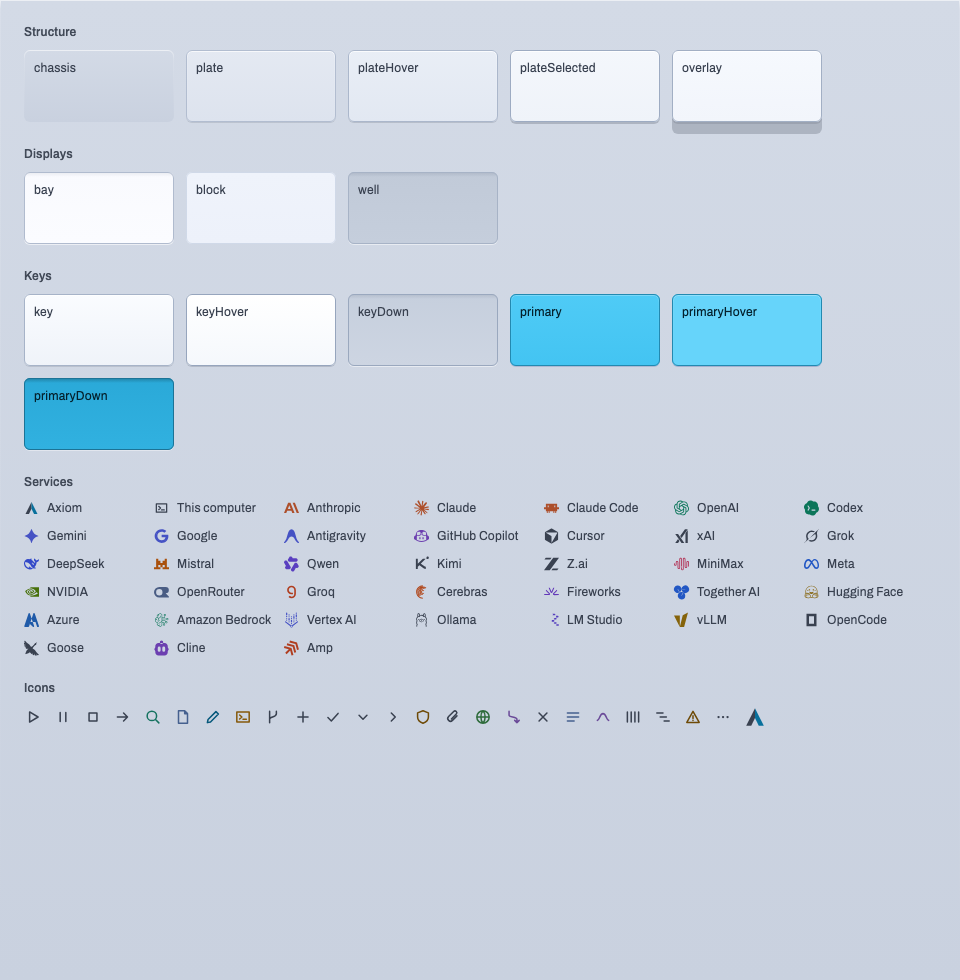 Structure
chassis
plate
plateHover
plateSelected
overlay
Displays
bay
block
well
Keys
key
keyHover
keyDown
primary
primaryHover
primaryDown
Services
Axiom
This computer
Anthropic
Claude
Claude Code
OpenAI
Codex
Gemini
Google
Antigravity
GitHub Copilot
Cursor
xAI
Grok
DeepSeek
Mistral
Qwen
Kimi
Z.ai
MiniMax
Meta
NVIDIA
OpenRouter
Groq
Cerebras
Fireworks
Together AI
Hugging Face
Azure
Amazon Bedrock
Vertex AI
Ollama
LM Studio
vLLM
OpenCode
Goose
Cline
Amp
Icons